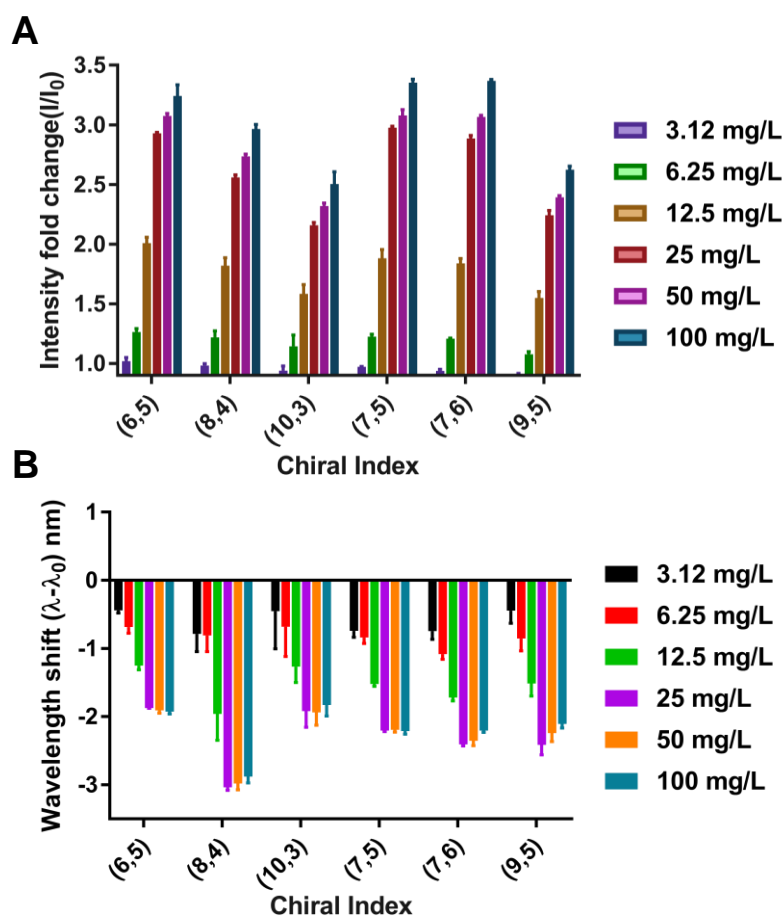 A
Intensity fold change(I/I₀)
3.5
3.0
2.5
2.0
1.5
1.0
(6,5)
(8,4)
(10,3)
(7,5)
(7,6)
(9,5)
Chiral Index
3.12 mg/L
6.25 mg/L
12.5 mg/L
25 mg/L
50 mg/L
100 mg/L
B
Wavelength shift (λ-λ₀) nm)
1
0
-1
-2
-3
(6,5)
(8,4)
(10,3)
(7,5)
(7,6)
(9,5)
Chiral Index
3.12 mg/L
6.25 mg/L
12.5 mg/L
25 mg/L
50 mg/L
100 mg/L